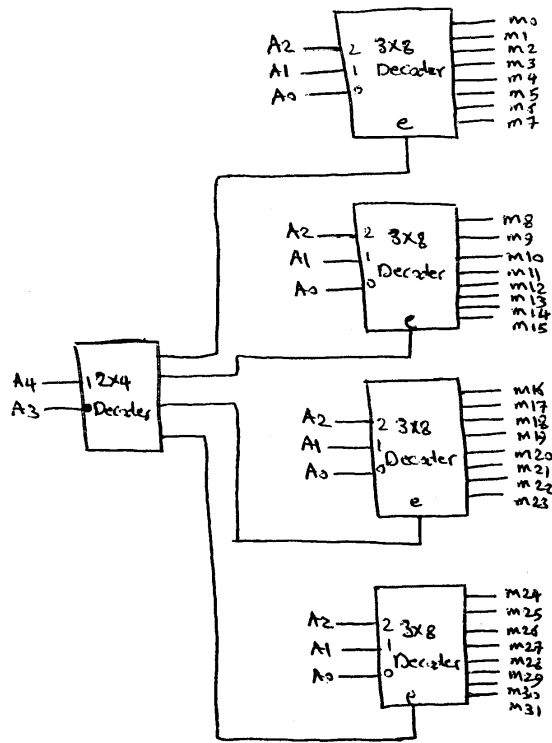 m0
m1
A2 2 3x8 m2
A1 1 Decoder m3
A0 0 m4
m5
m6
e m7
m8
A2 2 3x8 m9
A1 1 m10
Decoder m11
A0 0 m12
m13
m14
e m15
A4 1 2x4
A3 Decoder
m16
m17
A2 2 3x8 m18
A1 1 m19
A0 0 Decoder m20
m21
m22
e m23
m24
A2 2 3x8 m25
A1 1 m26
Decoder m27
A0 0 m28
m29
e m30
m31